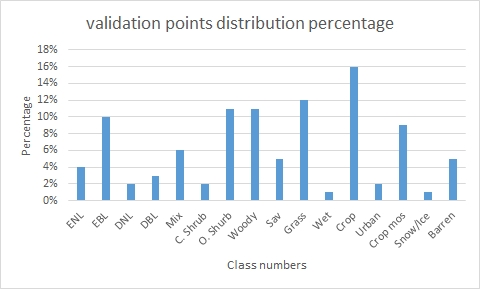 validation points distribution percentage
18%
16%
14%
12%
10%
8%
6%
4%
2%
0%
Percentage
ENL
EBL
DNL
DBL
Mix
C. Shrub
O. Shurb
Woody
Sav
Grass
Wet
Crop
Urban
Crop mos
Snow/Ice
Barren
Class numbers